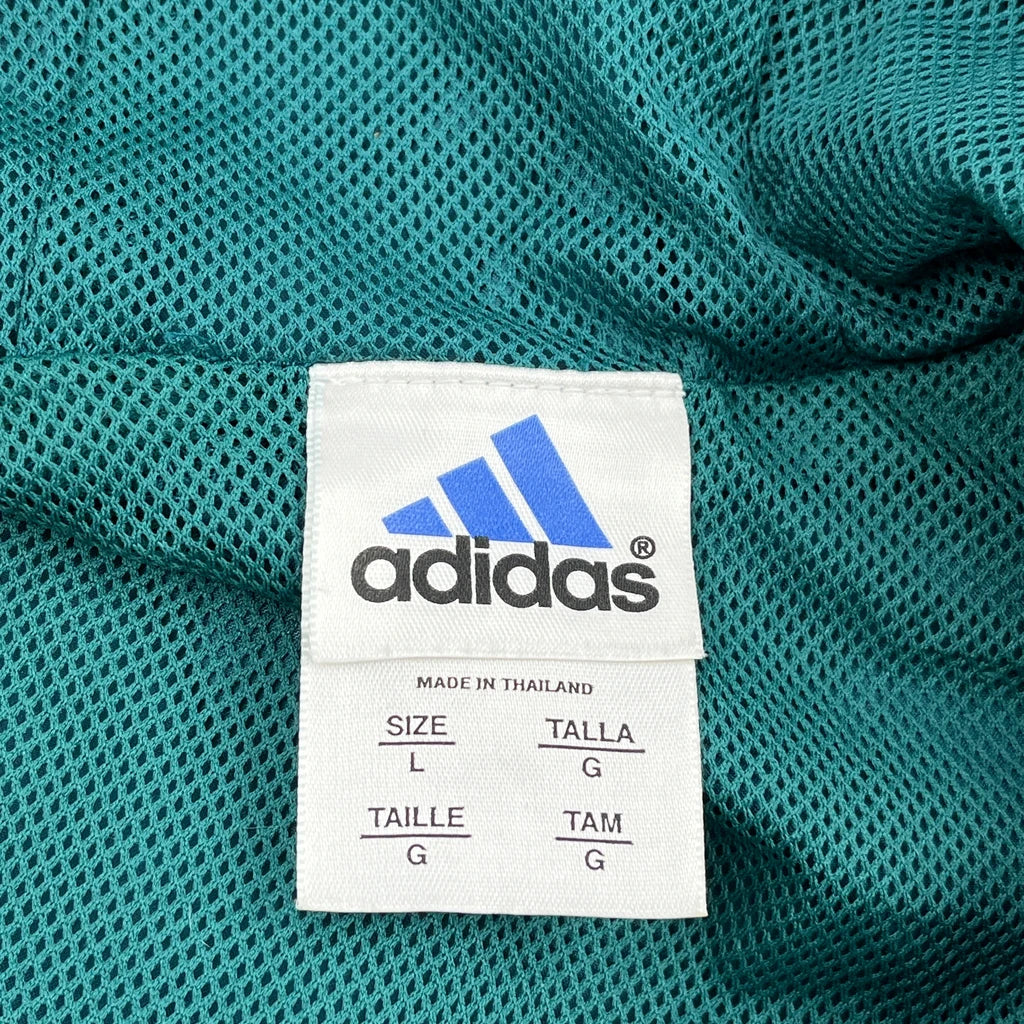 adidas®
MADE IN THAILAND
SIZE TALLA
L G
TAILLE TAM
G G